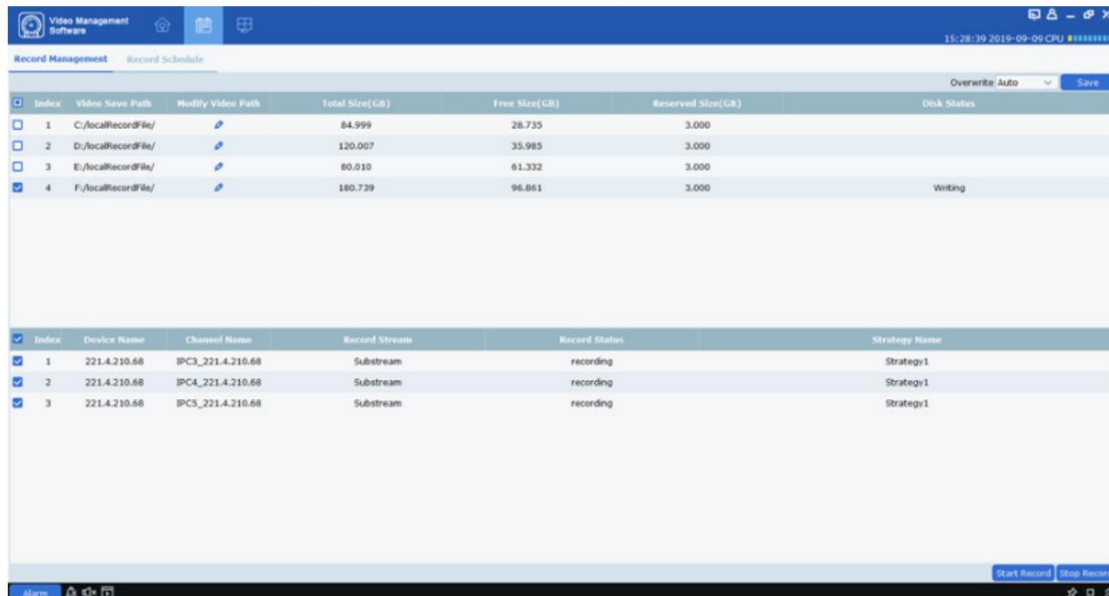 Video Management
Software
15:28:39 2019-09-09 CPU
Record Management Record Schedule
Overwrite Auto Save
Index Video Save Path Modify Video Path Total Size(GB) Free Size(GB) Reserved Size(GB) Disk Status
1 C:/localRecordFile/ 84.999 28.735 3.000
2 D:/localRecordFile/ 120.007 35.985 3.000
3 E:/localRecordFile/ 80.010 61.332 3.000
4 F:/localRecordFile/ 180.739 96.861 3.000 Writing
Index Device Name Channel Name Record Stream Record Status Strategy Name
1 221.4.210.68 IPC3_221.4.210.68 Substream recording Strategy1
2 221.4.210.68 IPC4_221.4.210.68 Substream recording Strategy1
3 221.4.210.68 IPC5_221.4.210.68 Substream recording Strategy1
Start Record Stop Recor
Alarm